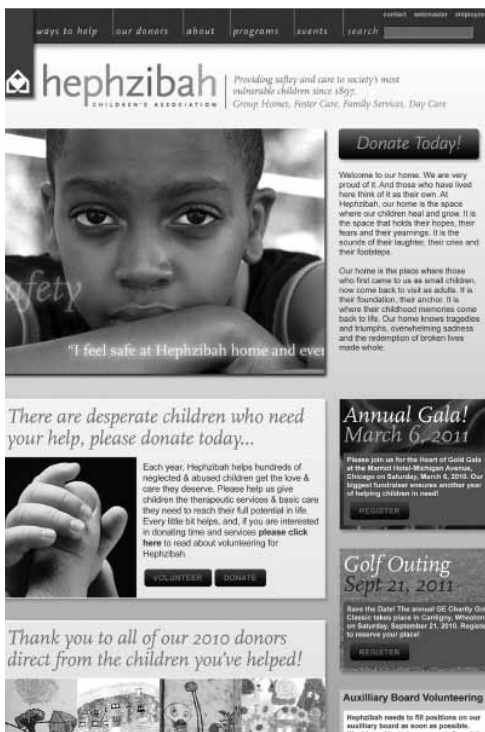 contact webmaster employmen
ways to help our donors about programs events search
hephzibah
CHILDREN'S ASSOCIATION
Providing saftey and care to society's most
vulnerable children since 1897.
Group Homes, Foster Care, Family Services, Day Care
afety
"I feel safe at Hephzibah home and ever
Donate Today!
Welcome to our home. We are very
proud of it. And those who have lived
here think of it as their own. At
Hephzibah, our home is the space
where our children heal and grow. It is
the space that holds their hopes, their
fears and their yearnings. It is the
sounds of their laughter, their cries and
their footsteps.
Our home is the place where those
who first came to us as small children,
now come back to visit as adults. It is
their foundation, their anchor. It is
where their childhood memories come
back to life. Our home knows tragedies
and triumphs, overwhelming sadness
and the redemption of broken lives
made whole.
There are desperate children who need
your help, please donate today...
Each year, Hephzibah helps hundreds of
neglected & abused children get the love &
care they deserve. Please help us give
children the therapeutic services & basic care
they need to reach their full potential in life.
Every little bit helps, and, if you are interested
in donating time and services please click
here to read about volunteering for
Hephzibah.
VOLUNTEER DONATE
Annual Gala!
March 6, 2011
Please join us for the Heart of Gold Gala
at the Marriot Hotel-Michigan Avenue,
Chicago on Saturday, March 6, 2010. Our
biggest fundraiser ensures another year
of helping children in need!
REGISTER
Golf Outing
Sept 21, 2011
Save the Date! The annual GE Charity Gol
Classic takes place in Cantigny, Wheaton
on Saturday, September 21, 2010. Registe
to reserve your place!
REGISTER
Thank you to all of our 2010 donors
direct from the children you've helped!
Auxilliary Board Volunteering
Hephzibah needs to fill positions on our
auxilliary board as soon as possible.